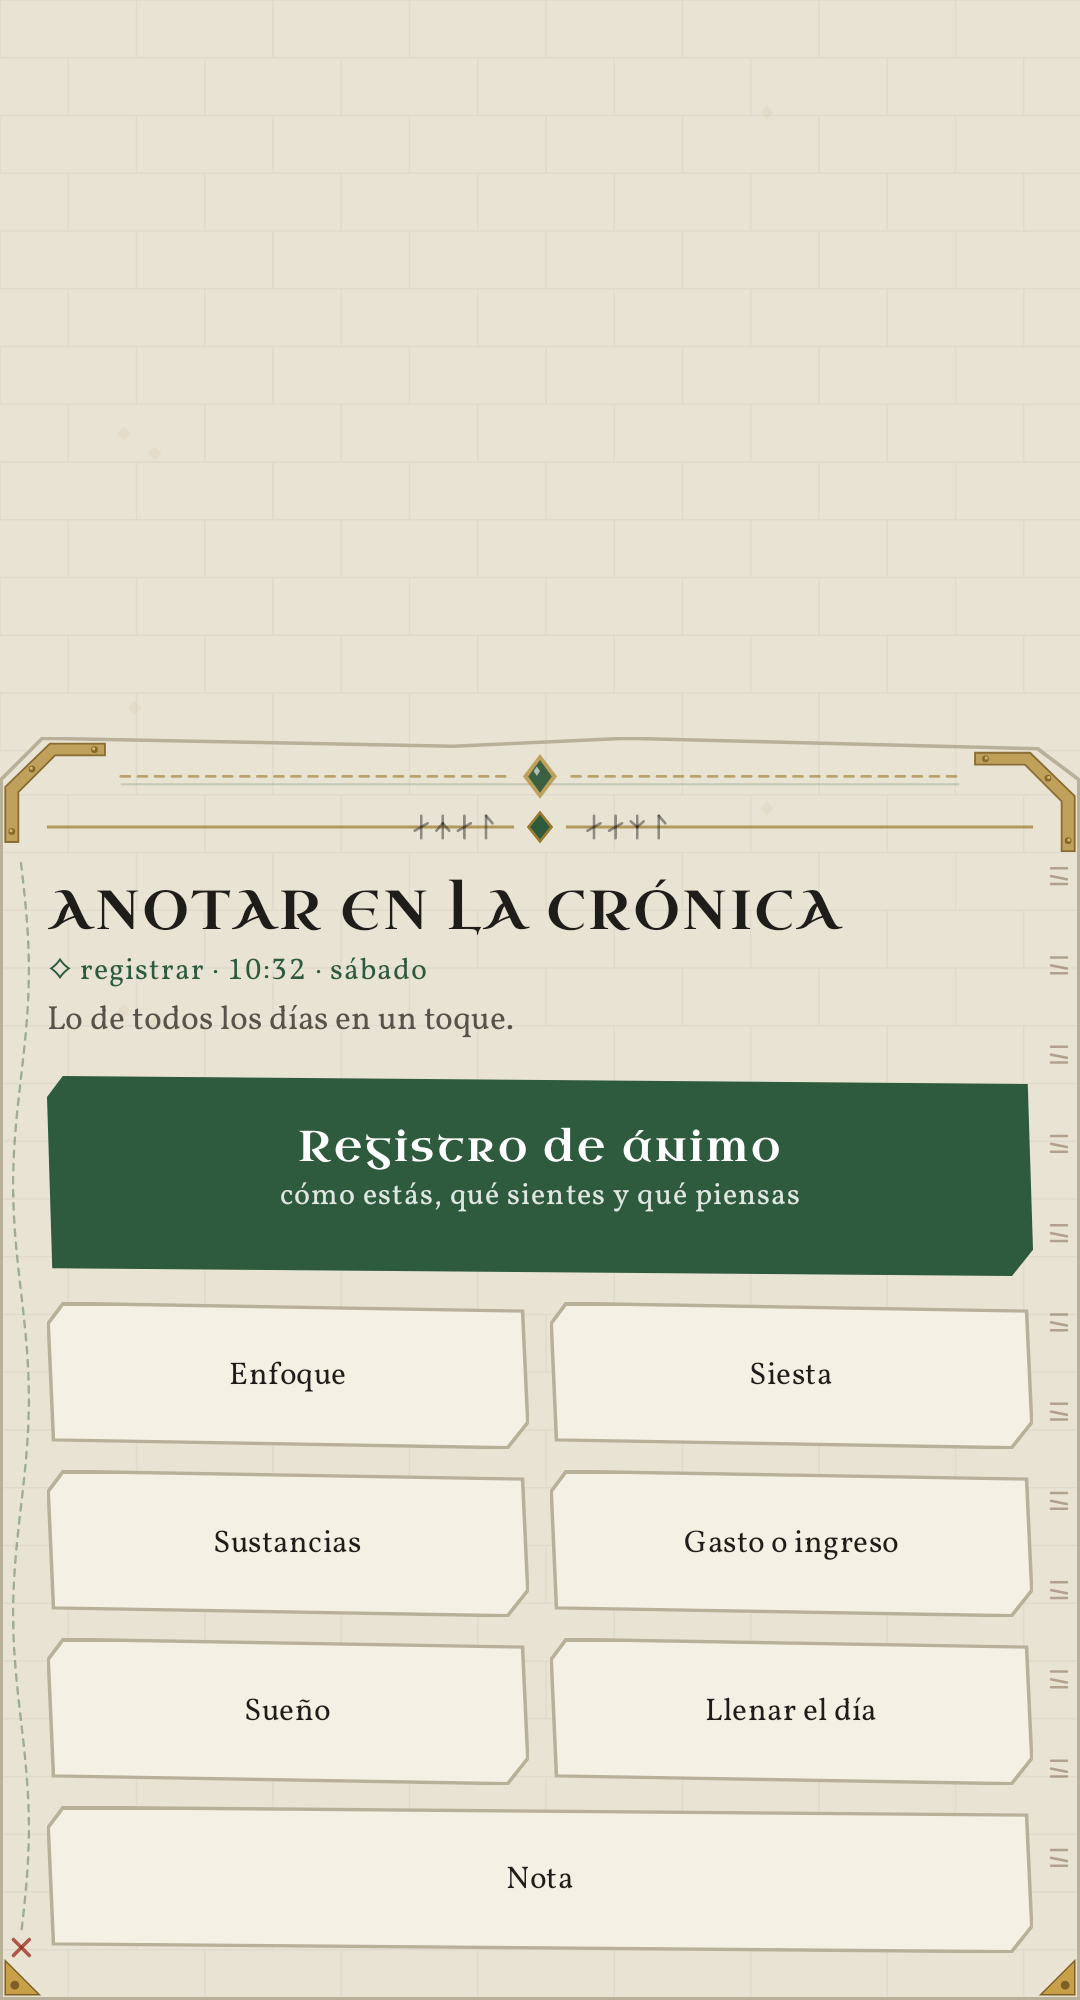 ANOTAR EN LA CRÓNICA
registrar · 10:32 · sábado
Lo de todos los días en un toque.
Registro de ánimo
cómo estás, qué sientes y qué piensas
Enfoque
Siesta
Sustancias
Gasto o ingreso
Sueño
Llenar el día
Nota